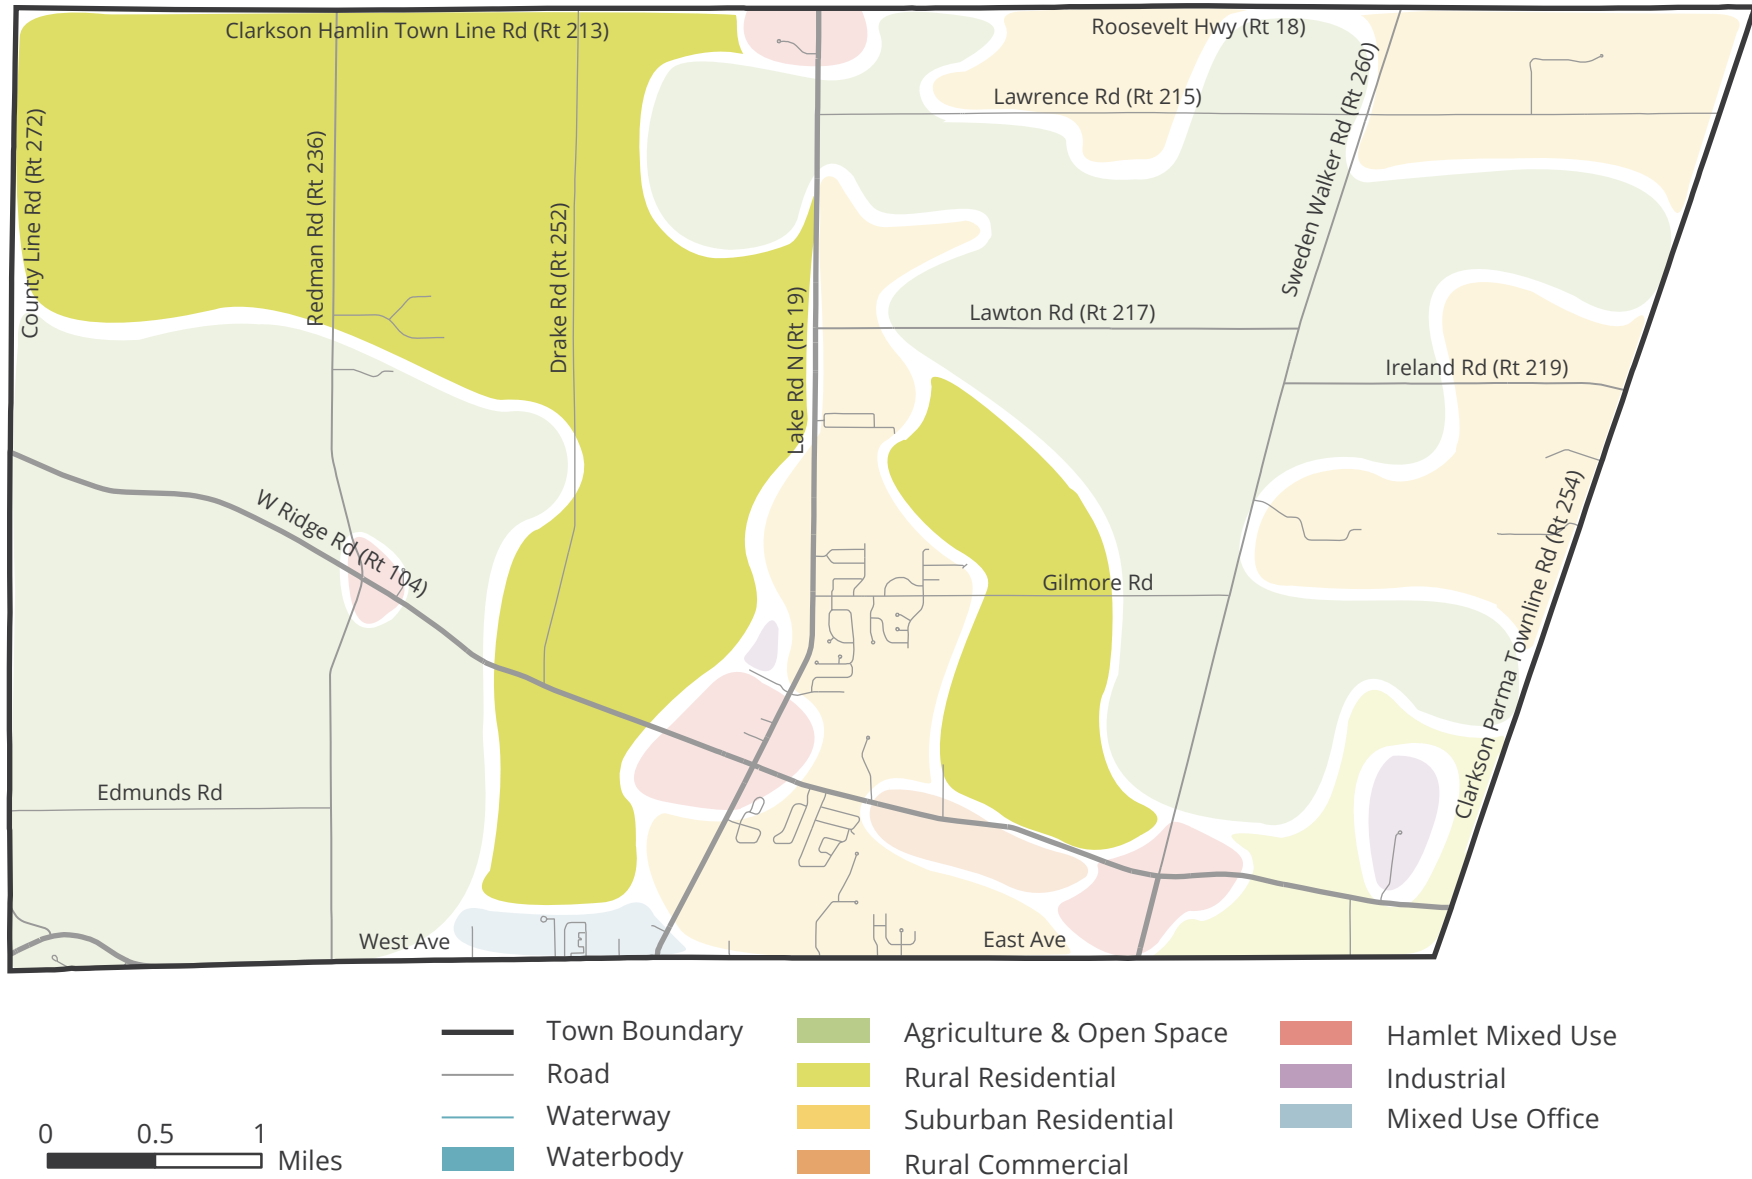 Clarkson Hamlin Town Line Rd (Rt 213)
Roosevelt Hwy (Rt 18)
Lawrence Rd (Rt 215)
Sweden Walker Rd (Rt 260)
County Line Rd (Rt 272)
Redman Rd (Rt 236)
Drake Rd (Rt 252)
Lake Rd N (Rt 19)
Lawton Rd (Rt 217)
Ireland Rd (Rt 219)
W Ridge Rd (Rt 104)
Gilmore Rd
Clarkson Parma Townline Rd (Rt 254)
Edmunds Rd
West Ave
East Ave
Town Boundary
Road
Waterway
Waterbody
Agriculture & Open Space
Rural Residential
Suburban Residential
Rural Commercial
Hamlet Mixed Use
Industrial
Mixed Use Office
0 0.5 1
Miles